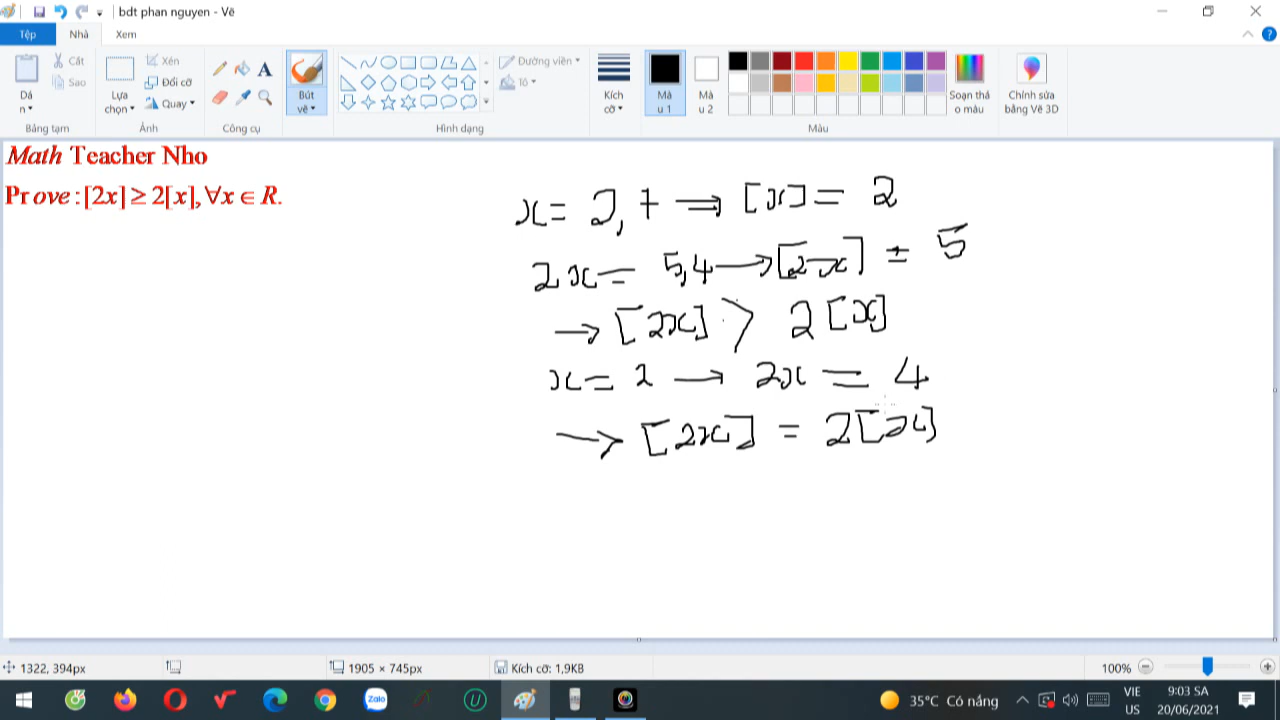 bdt phan nguyen - Vẽ
Tệp Nhà Xem
Dán Cắt Sao
Lựa chọn Xén Đổi cỡ Quay
A
Bút vẽ
Đường viền Tô
Kích cỡ
Màu 1
Màu 2
Soạn thảo màu
Chỉnh sửa bằng Vẽ 3D
Bảng tạm Ảnh Công cụ Hình dạng Màu
Math Teacher Nho
Prove : [2x] ≥ 2[x], ∀x ∈ R.
x = 2,7 ⟹ [x] = 2
2x = 5,4 → [2x] = 5
→ [2x] > 2[x]
x = 2 → 2x = 4
→ [2x] = 2[x]
1322, 394px 1905 × 745px Kích cỡ: 1,9KB 100%
Zalo 35°C Có nắng VIE US 9:03 SA 20/06/2021